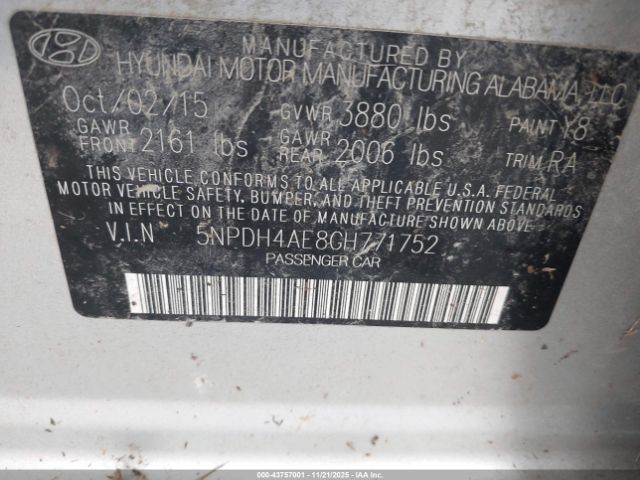 MANUFACTURED BY
HYUNDAI MOTOR MANUFACTURING ALABAMA, LLC
Oct/02/15 GVWR 3880 lbs PAINT Y8
GAWR FRONT 2161 lbs GAWR REAR 2006 lbs TRIM RA
THIS VEHICLE CONFORMS TO ALL APPLICABLE U.S.A. FEDERAL
MOTOR VEHICLE SAFETY, BUMPER, AND THEFT PREVENTION STANDARDS IN EFFECT
ON THE DATE OF MANUFACTURE SHOWN ABOVE.
V.I.N 5NPDH4AE8GH771752
PASSENGER CAR
000-43757001 - 11/21/2025 - IAAI.COM